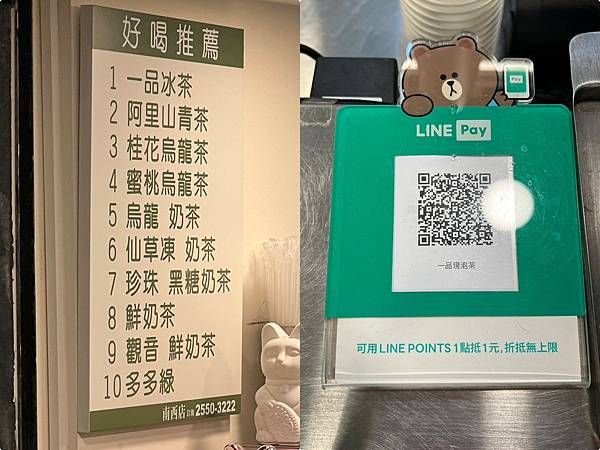 好喝推薦
1 一品冰茶
2 阿里山青茶
3 桂花烏龍茶
4 蜜桃烏龍茶
5 烏龍 奶茶
6 仙草凍 奶茶
7 珍珠 黑糖奶茶
8 鮮奶茶
9 觀音 鮮奶茶
10 多多綠
南西店 訂購 2550-3222
Pay
LINE Pay
一品現泡茶
可用 LINE POINTS 1點抵1元, 折抵無上限